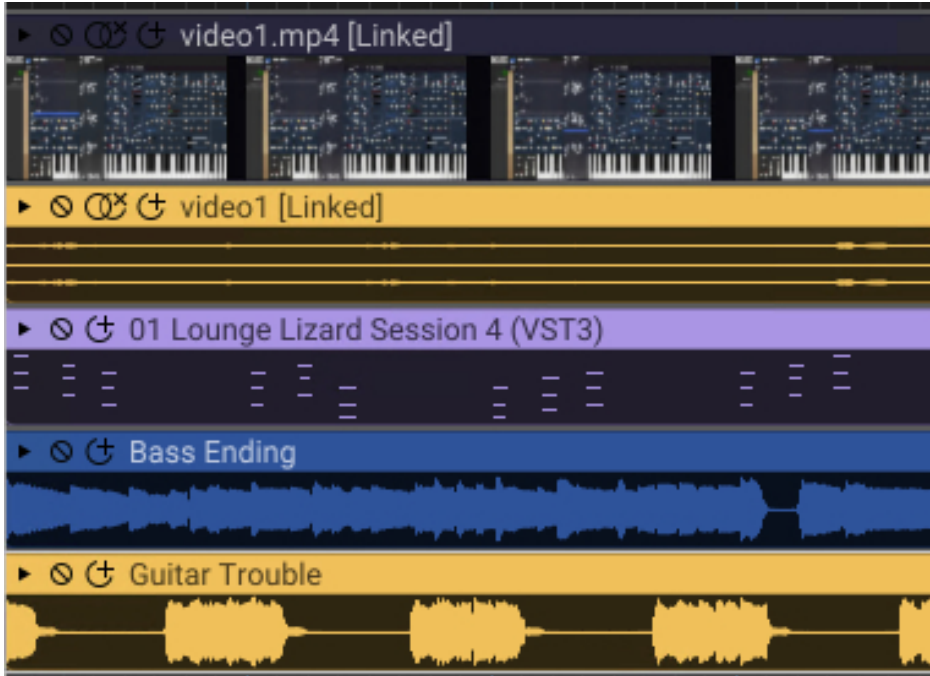 video1.mp4 [Linked]
video1 [Linked]
01 Lounge Lizard Session 4 (VST3)
Bass Ending
Guitar Trouble